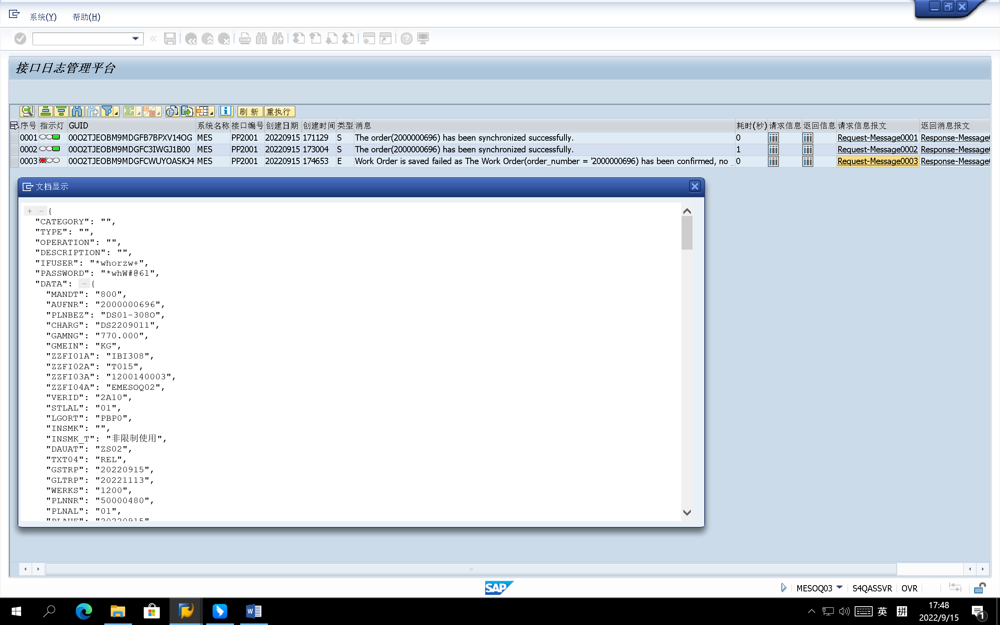 系统(Y) 帮助(H)
接口日志管理平台
刷 新 重执行
序号 指示灯 GUID 系统名称 接口编号 创建日期 创建时间 类型 消息 耗时(秒) 请求信息 返回信息 请求信息报文 返回消息报文
0001 00O2TJEOBM9MDGFB7BPXV14OG MES PP2001 20220915 171129 S The order(2000000696) has been synchronized successfully. 0 Request-Message0001 Response-Message
0002 00O2TJEOBM9MDGFC3IWGJ1B00 MES PP2001 20220915 173004 S The order(2000000696) has been synchronized successfully. 1 Request-Message0002 Response-Message
0003 00O2TJEOBM9MDGFCWUYOASKJ4 MES PP2001 20220915 174653 E Work Order is saved failed as The Work Order(order_number = '2000000696) has been confirmed, no ... 0 Request-Message0003 Response-Message
文档显示
+ - {
"CATEGORY": "",
"TYPE": "",
"OPERATION": "",
"DESCRIPTION": "",
"IFUSER": "*whorzw+",
"PASSWORD": "*whW#@6l",
"DATA": - {
"MANDT": "800",
"AUFNR": "2000000696",
"PLNBEZ": "DS01-308O",
"CHARG": "DS2209011",
"GAMNG": "770.000",
"GMEIN": "KG",
"ZZFI01A": "IBI308",
"ZZFI02A": "T015",
"ZZFI03A": "1200140003",
"ZZFI04A": "EMESOQ02",
"VERID": "2A10",
"STLAL": "01",
"LGORT": "PBP0",
"INSMK": "",
"INSMK_T": "非限制使用",
"DAUAT": "ZS02",
"TXT04": "REL",
"GSTRP": "20220915",
"GLTRP": "20221113",
"WERKS": "1200",
"PLNNR": "50000480",
"PLNAL": "01",
SAP
MESOQ03 S4QASSVR OVR
英 拼
17:48
2022/9/15
1